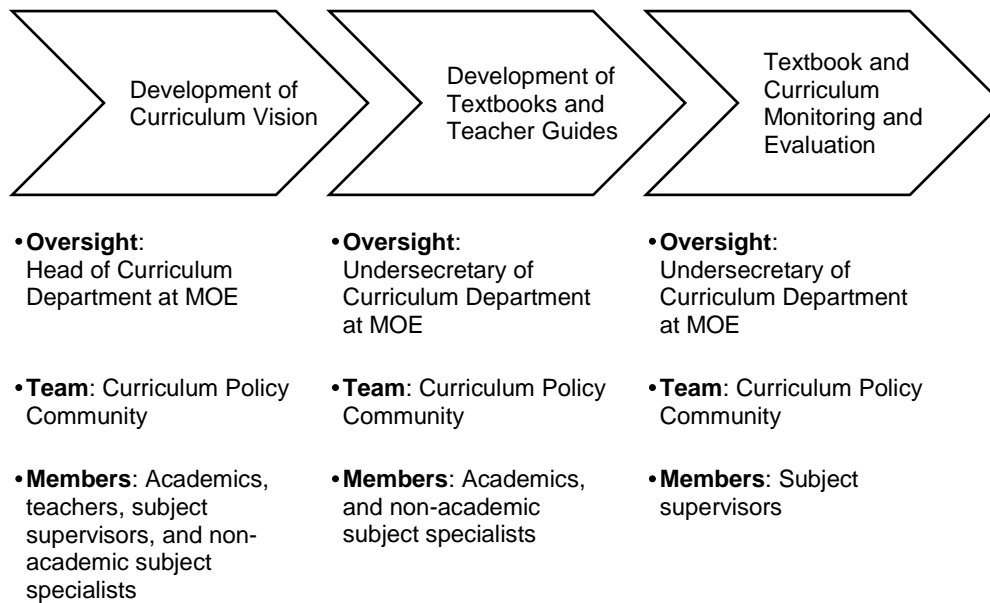 Development of
Curriculum Vision
Development of
Textbooks and
Teacher Guides
Textbook and
Curriculum
Monitoring and
Evaluation
•Oversight:
Head of Curriculum
Department at MOE
•Team: Curriculum Policy
Community
•Members: Academics,
teachers, subject
supervisors, and non-
academic subject
specialists
•Oversight:
Undersecretary of
Curriculum Department
at MOE
•Team: Curriculum Policy
Community
•Members: Academics,
and non-academic
subject specialists
•Oversight:
Undersecretary of
Curriculum Department
at MOE
•Team: Curriculum Policy
Community
•Members: Subject
supervisors